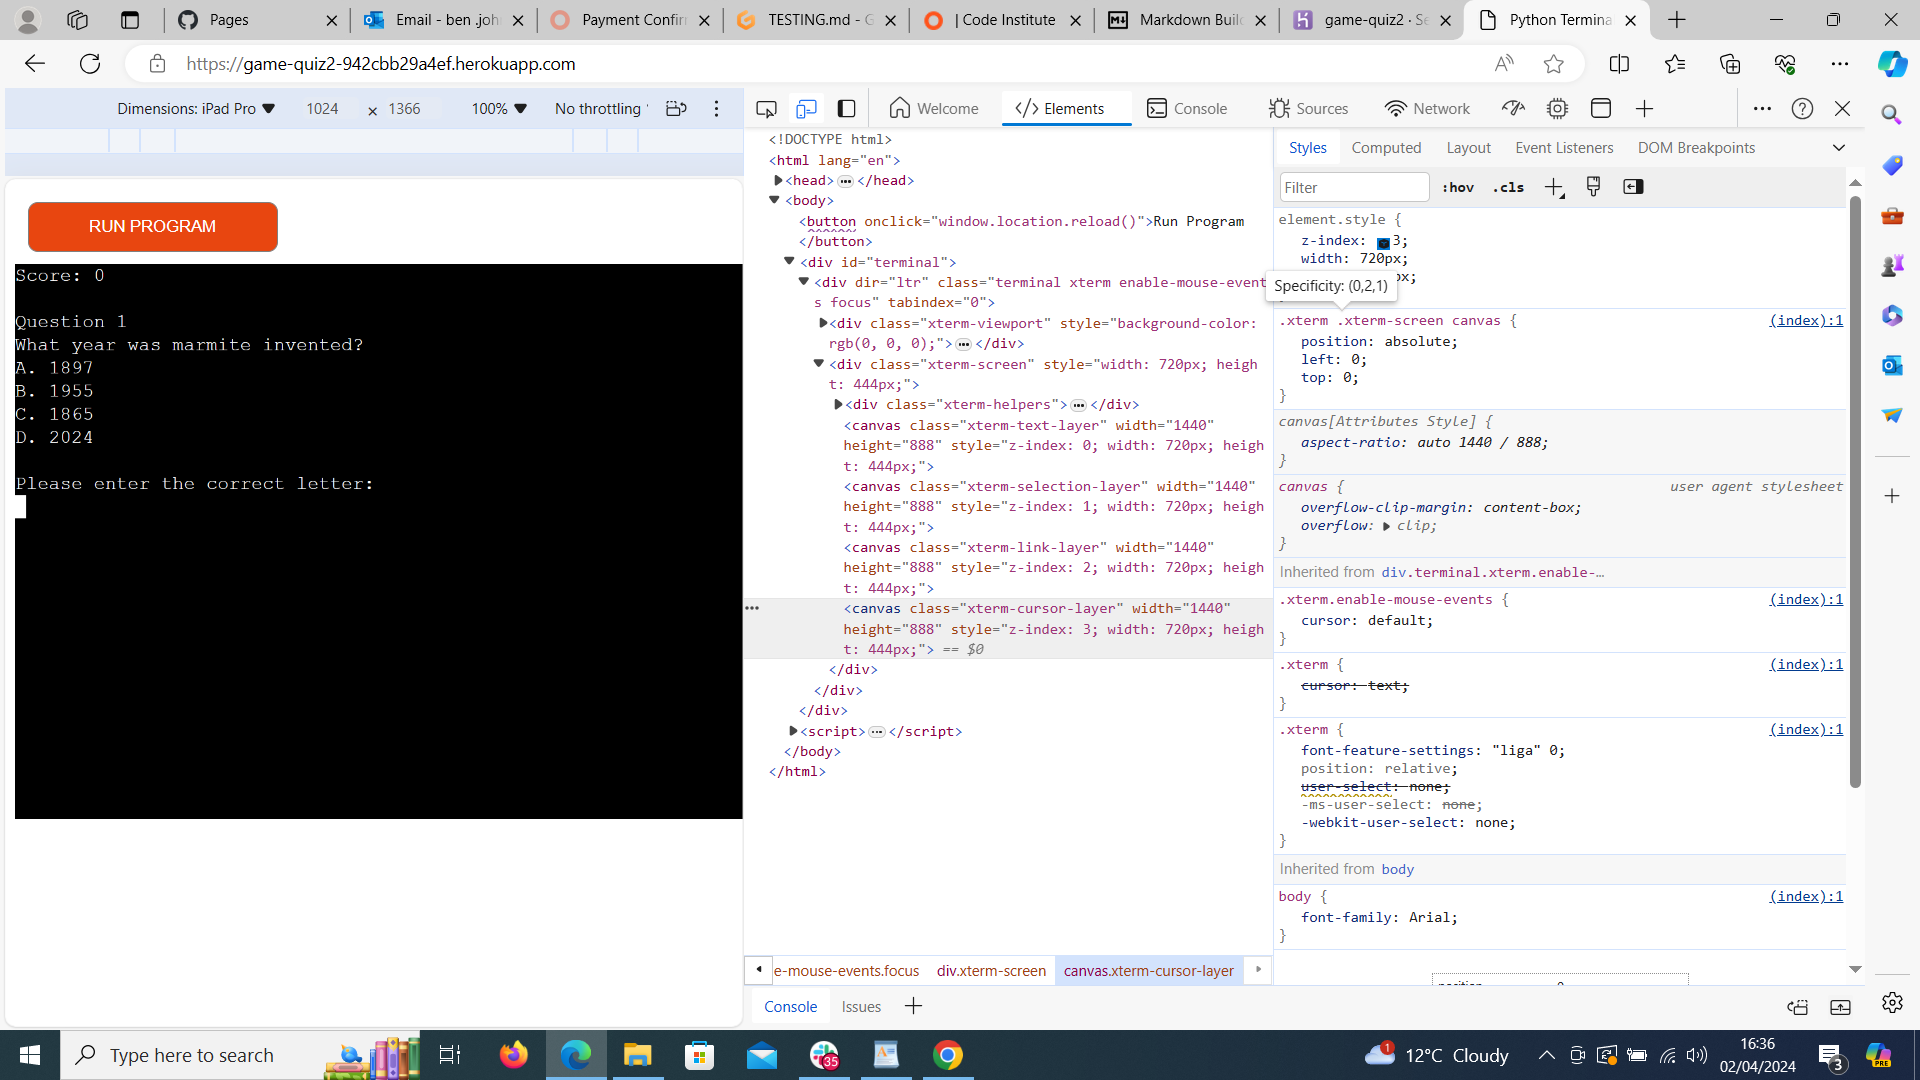 Pages
Email - ben .joh
Payment Confir
TESTING.md - G
| Code Institute
Markdown Buil
game-quiz2 · Se
Python Termina
https://game-quiz2-942cbb29a4ef.herokuapp.com
Dimensions: iPad Pro 1024 × 1366 100% No throttling
Welcome Elements Console Sources Network
RUN PROGRAM
Score: 0
Question 1
What year was marmite invented?
A. 1897
B. 1955
C. 1865
D. 2024
Please enter the correct letter:
<!DOCTYPE html>
<html lang="en">
<head> ••• </head>
<body>
<button onclick="window.location.reload()">Run Program
</button>
<div id="terminal">
<div dir="ltr" class="terminal xterm enable-mouse-event
s focus" tabindex="0">
<div class="xterm-viewport" style="background-color:
rgb(0, 0, 0);"> ••• </div>
<div class="xterm-screen" style="width: 720px; heigh
t: 444px;">
<div class="xterm-helpers"> ••• </div>
<canvas class="xterm-text-layer" width="1440"
height="888" style="z-index: 0; width: 720px; heigh
t: 444px;">
<canvas class="xterm-selection-layer" width="1440"
height="888" style="z-index: 1; width: 720px; heigh
t: 444px;">
<canvas class="xterm-link-layer" width="1440"
height="888" style="z-index: 2; width: 720px; heigh
t: 444px;">
<canvas class="xterm-cursor-layer" width="1440"
height="888" style="z-index: 3; width: 720px; heigh
t: 444px;"> == $0
</div>
</div>
</div>
<script> ••• </script>
</body>
</html>
e-mouse-events.focus div.xterm-screen canvas.xterm-cursor-layer
Console Issues
Styles Computed Layout Event Listeners DOM Breakpoints
Filter :hov .cls
element.style {
z-index: 3;
width: 720px;
px;
Specificity: (0,2,1)
.xterm .xterm-screen canvas { (index):1
position: absolute;
left: 0;
top: 0;
}
canvas[Attributes Style] {
aspect-ratio: auto 1440 / 888;
}
canvas { user agent stylesheet
overflow-clip-margin: content-box;
overflow: clip;
}
Inherited from div.terminal.xterm.enable-…
.xterm.enable-mouse-events { (index):1
cursor: default;
}
.xterm { (index):1
cursor: text;
}
.xterm { (index):1
font-feature-settings: "liga" 0;
position: relative;
user-select: none;
-ms-user-select: none;
-webkit-user-select: none;
}
Inherited from body
body { (index):1
font-family: Arial;
}
Type here to search
35
1
12°C Cloudy
16:36
02/04/2024
3
PRE